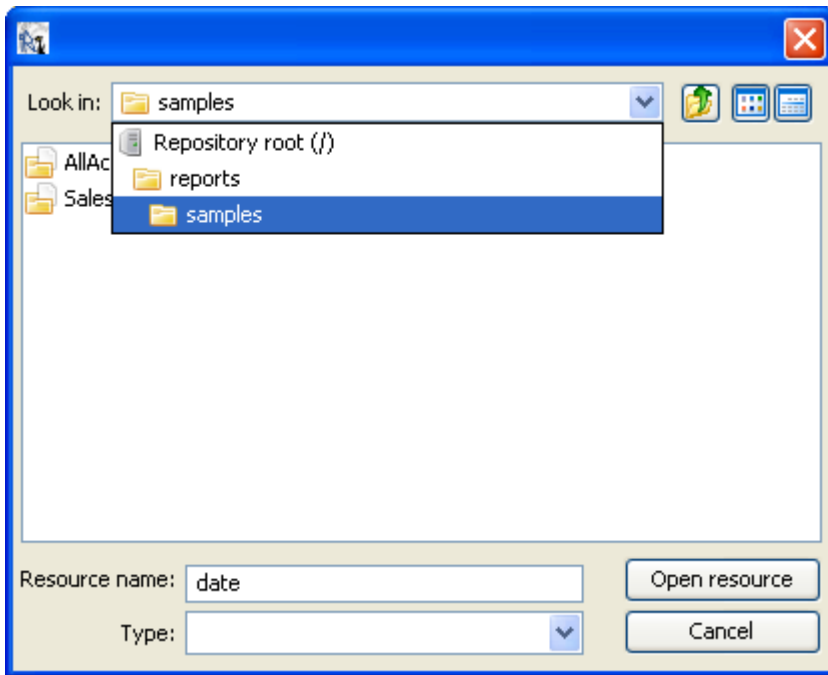 Look in: samples
Repository root (/)
AllAc
reports
Sales
samples
Resource name: date
Open resource
Type:
Cancel